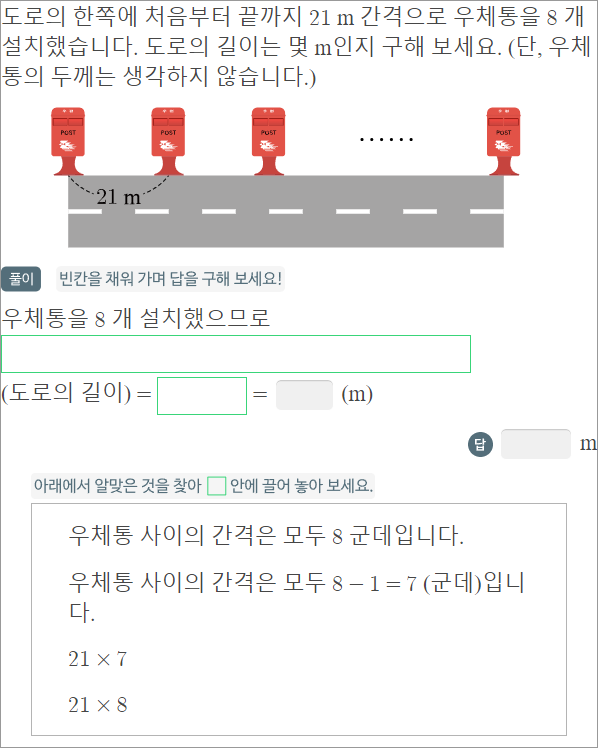 도로의 한쪽에 처음부터 끝까지 21 m 간격으로 우체통을 8 개
설치했습니다. 도로의 길이는 몇 m인지 구해 보세요. (단, 우체
통의 두께는 생각하지 않습니다.)
POST POST POST ...... POST
21 m
풀이 빈칸을 채워 가며 답을 구해 보세요!
우체통을 8 개 설치했으므로
(도로의 길이) = = (m)
답 m
아래에서 알맞은 것을 찾아 안에 끌어 놓아 보세요.
우체통 사이의 간격은 모두 8 군데입니다.
우체통 사이의 간격은 모두 8 − 1 = 7 (군데)입니
다.
21 × 7
21 × 8